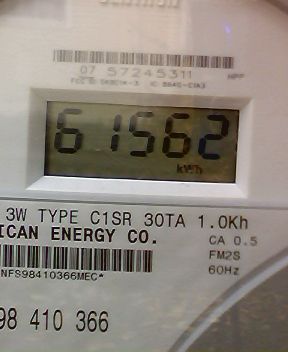 07 57245311 HPP
61562
kWh
3W TYPE C1SR 30TA 1.0Kh
ICAN ENERGY CO. CA 0.5
FM2S
NFS98410366MEC* 60Hz
98 410 366